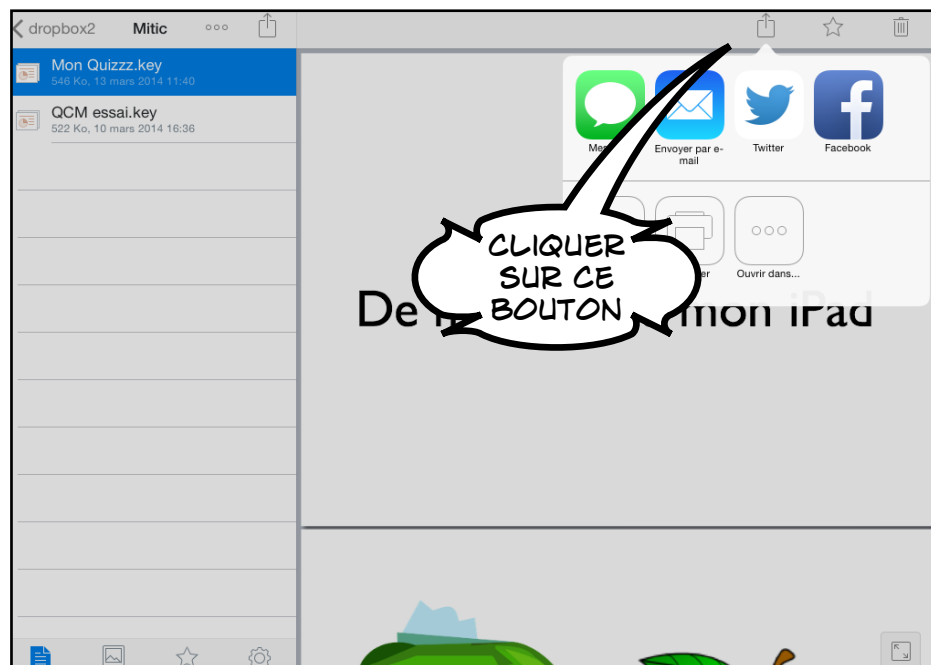 dropbox2
Mitic
Mon Quizzz.key
546 Ko, 13 mars 2014 11:40
QCM essai.key
522 Ko, 10 mars 2014 16:36
Envoyer par e-
mail
Twitter
Facebook
Ouvrir dans...
CLIQUER
SUR CE
BOUTON
De
mon iPad